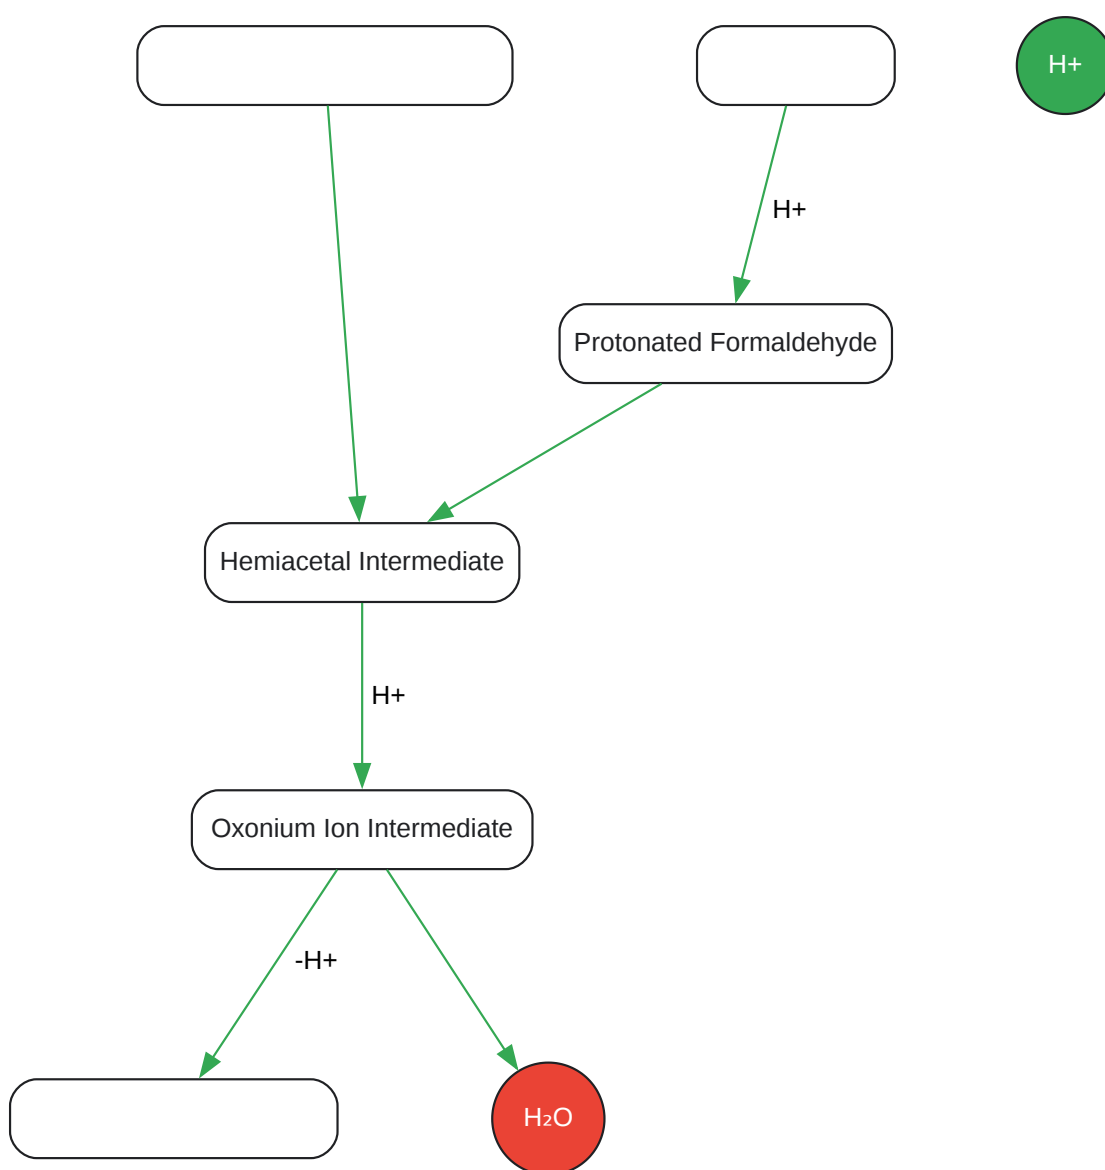 H+
H+
Protonated Formaldehyde
Hemiacetal Intermediate
H+
Oxonium Ion Intermediate
-H+
H₂O